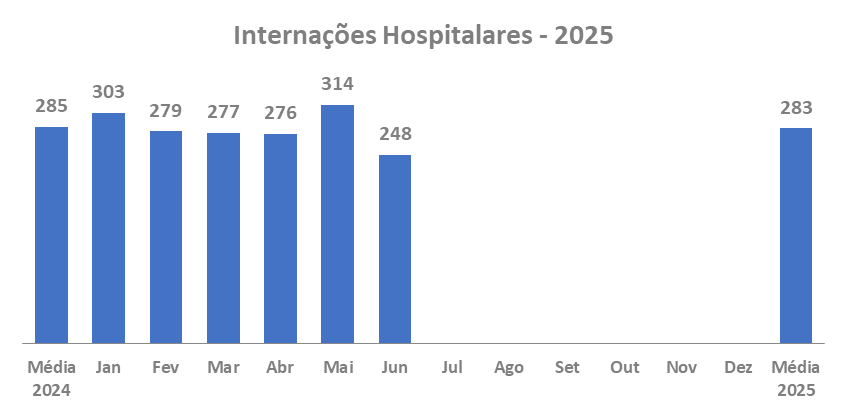 Internações Hospitalares - 2025
285 303 279 277 276 314 248 283
Média 2024 Jan Fev Mar Abr Mai Jun Jul Ago Set Out Nov Dez Média 2025